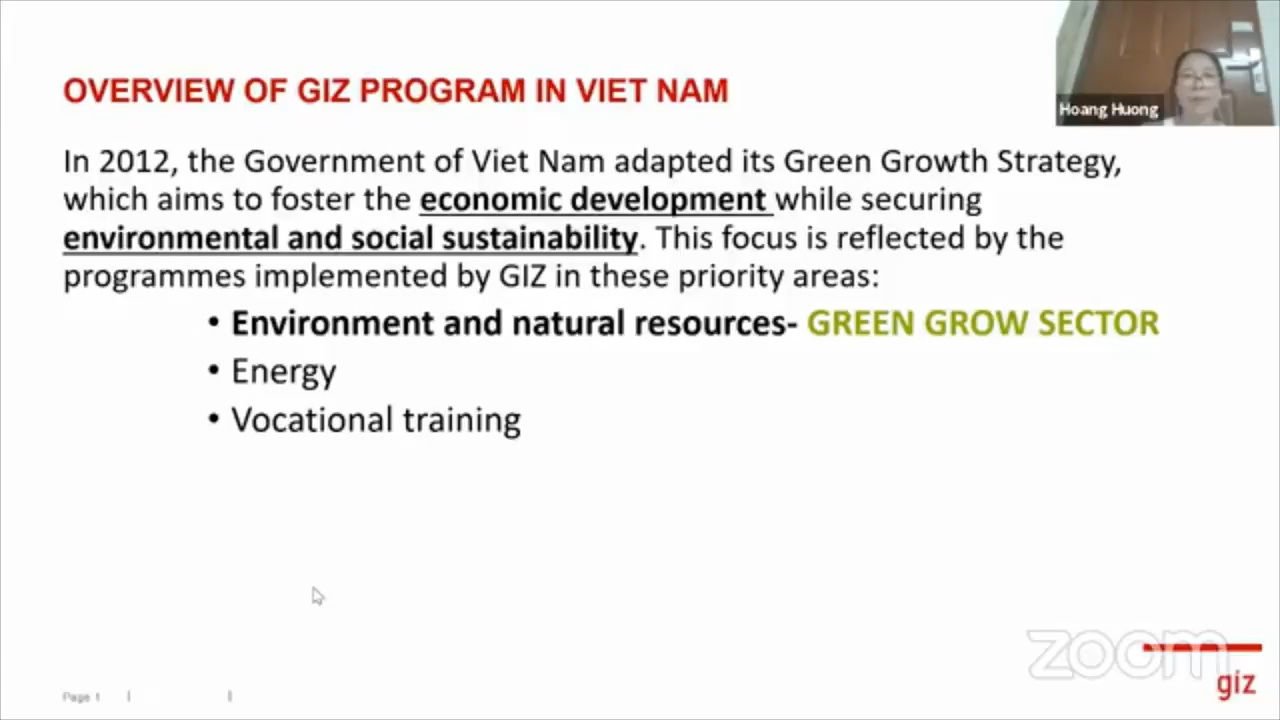 OVERVIEW OF GIZ PROGRAM IN VIET NAM
Hoang Huong
In 2012, the Government of Viet Nam adapted its Green Growth Strategy,
which aims to foster the economic development while securing
environmental and social sustainability. This focus is reflected by the
programmes implemented by GIZ in these priority areas:
• Environment and natural resources- GREEN GROW SECTOR
• Energy
• Vocational training
zoom
giz
Page 1